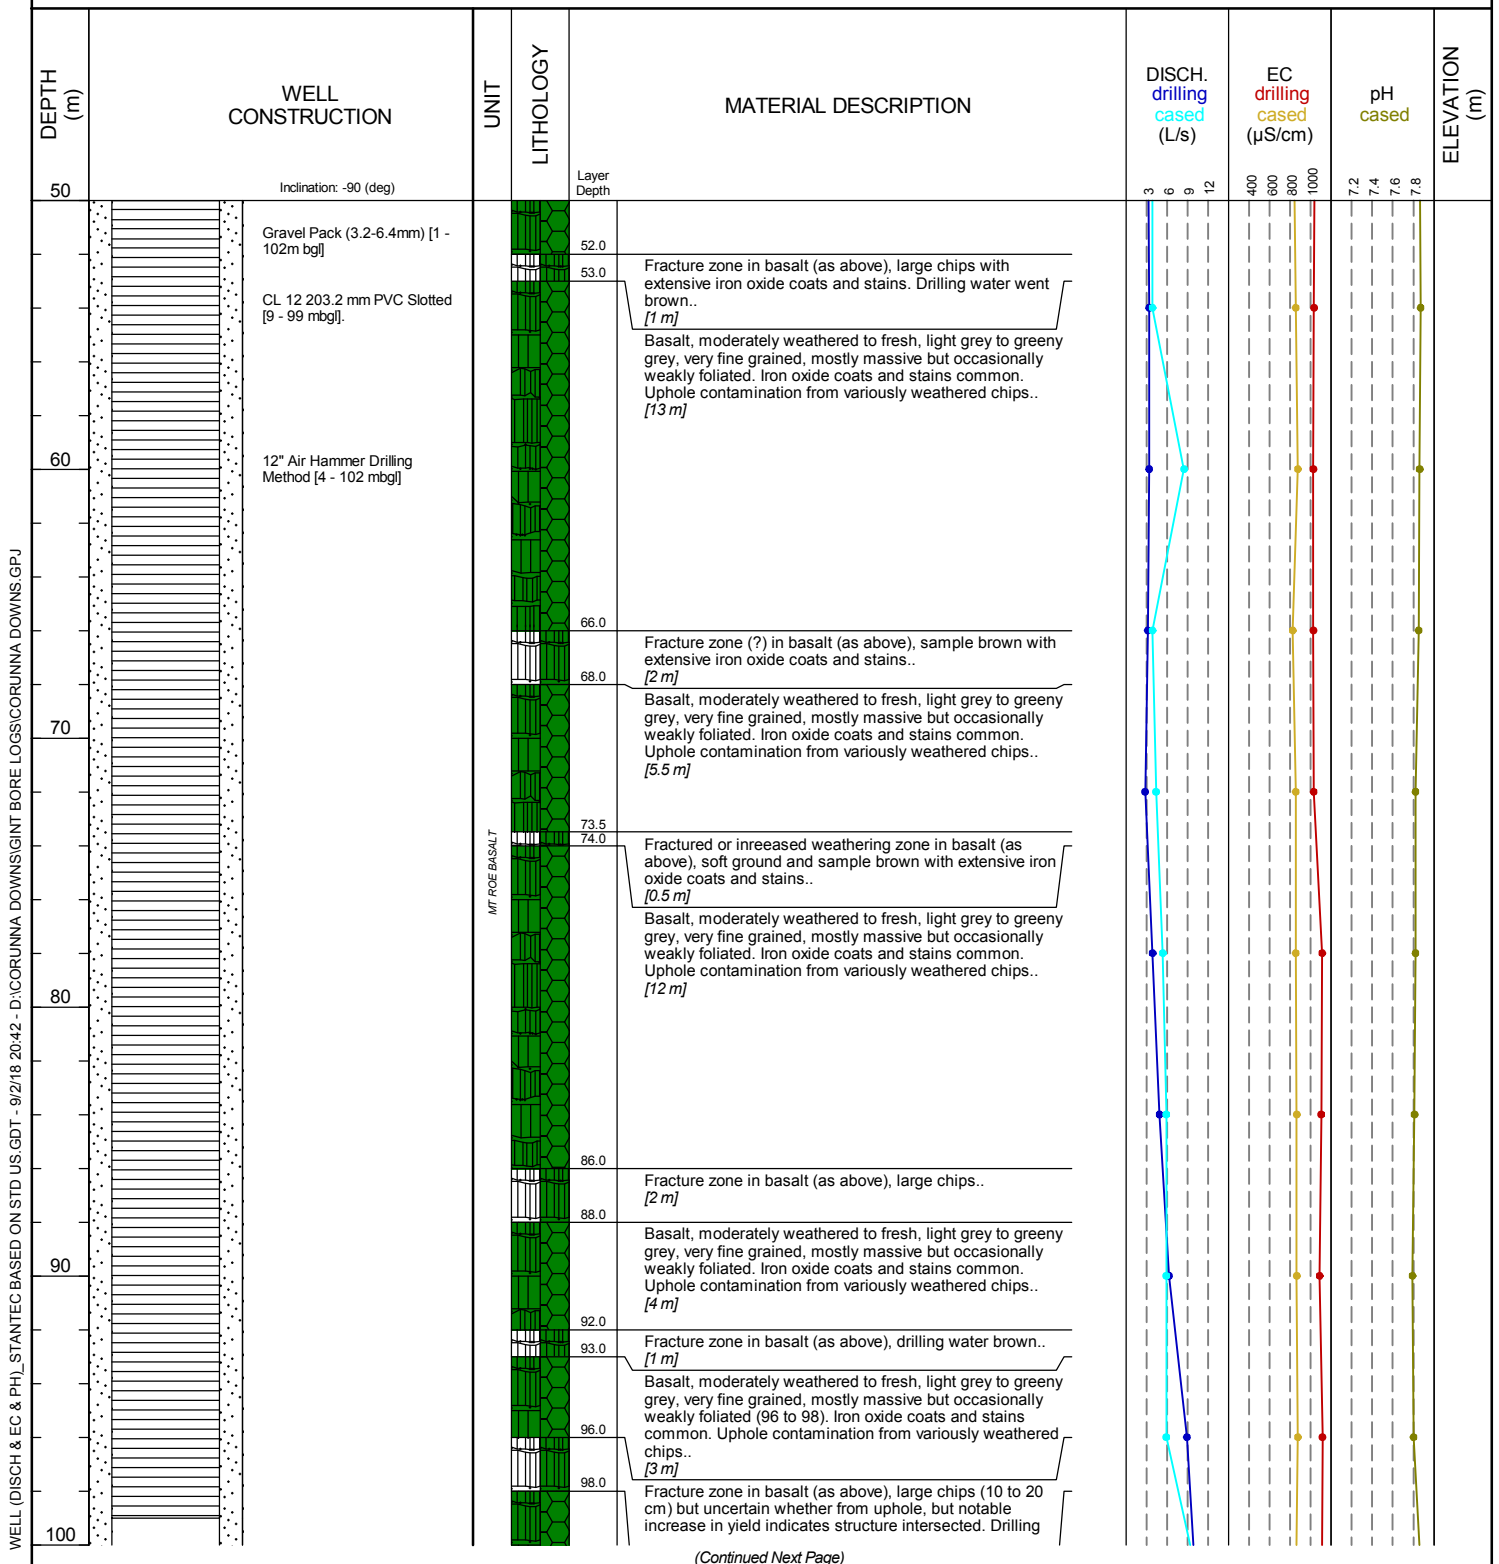 DEPTH
(m)
WELL
CONSTRUCTION
Inclination: -90 (deg)
UNIT
LITHOLOGY
Layer
Depth
MATERIAL DESCRIPTION
DISCH.
drilling
cased
(L/s)
3 6 9 12
EC
drilling
cased
(µS/cm)
400 600 800 1000
pH
cased
7.2 7.4 7.6 7.8
ELEVATION
(m)
50
Gravel Pack (3.2-6.4mm) [1 -
102m bgl]
52.0
Fracture zone in basalt (as above), large chips with
53.0
extensive iron oxide coats and stains. Drilling water went
brown..
[1 m]
CL 12 203.2 mm PVC Slotted
[9 - 99 mbgl].
Basalt, moderately weathered to fresh, light grey to greeny
grey, very fine grained, mostly massive but occasionally
weakly foliated. Iron oxide coats and stains common.
Uphole contamination from variously weathered chips..
[13 m]
60
12" Air Hammer Drilling
Method [4 - 102 mbgl]
66.0
Fracture zone (?) in basalt (as above), sample brown with
extensive iron oxide coats and stains..
[2 m]
68.0
Basalt, moderately weathered to fresh, light grey to greeny
grey, very fine grained, mostly massive but occasionally
weakly foliated. Iron oxide coats and stains common.
Uphole contamination from variously weathered chips..
[5.5 m]
70
73.5
74.0
Fractured or inreeased weathering zone in basalt (as
above), soft ground and sample brown with extensive iron
oxide coats and stains..
[0.5 m]
MT ROE BASALT
Basalt, moderately weathered to fresh, light grey to greeny
grey, very fine grained, mostly massive but occasionally
weakly foliated. Iron oxide coats and stains common.
Uphole contamination from variously weathered chips..
[12 m]
80
86.0
Fracture zone in basalt (as above), large chips..
[2 m]
88.0
Basalt, moderately weathered to fresh, light grey to greeny
grey, very fine grained, mostly massive but occasionally
weakly foliated. Iron oxide coats and stains common.
Uphole contamination from variously weathered chips..
[4 m]
90
92.0
Fracture zone in basalt (as above), drilling water brown..
[1 m]
93.0
Basalt, moderately weathered to fresh, light grey to greeny
grey, very fine grained, mostly massive but occasionally
weakly foliated (96 to 98). Iron oxide coats and stains
common. Uphole contamination from variously weathered
chips..
[3 m]
96.0
98.0
Fracture zone in basalt (as above), large chips (10 to 20
cm) but uncertain whether from uphole, but notable
increase in yield indicates structure intersected. Drilling
100
(Continued Next Page)
WELL (DISCH & EC & PH)_STANTEC BASED ON STD US.GDT - 9/2/18 20:42 - D:\CORUNNA DOWNS\GINT BORE LOGS\CORUNNA DOWNS.GPJ